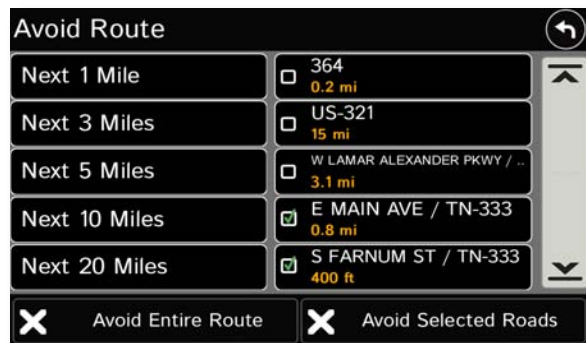 Avoid Route
Next 1 Mile
364
0.2 mi
Next 3 Miles
US-321
15 mi
Next 5 Miles
W LAMAR ALEXANDER PKWY / ..
3.1 mi
Next 10 Miles
E MAIN AVE / TN-333
0.8 mi
Next 20 Miles
S FARNUM ST / TN-333
400 ft
Avoid Entire Route
Avoid Selected Roads